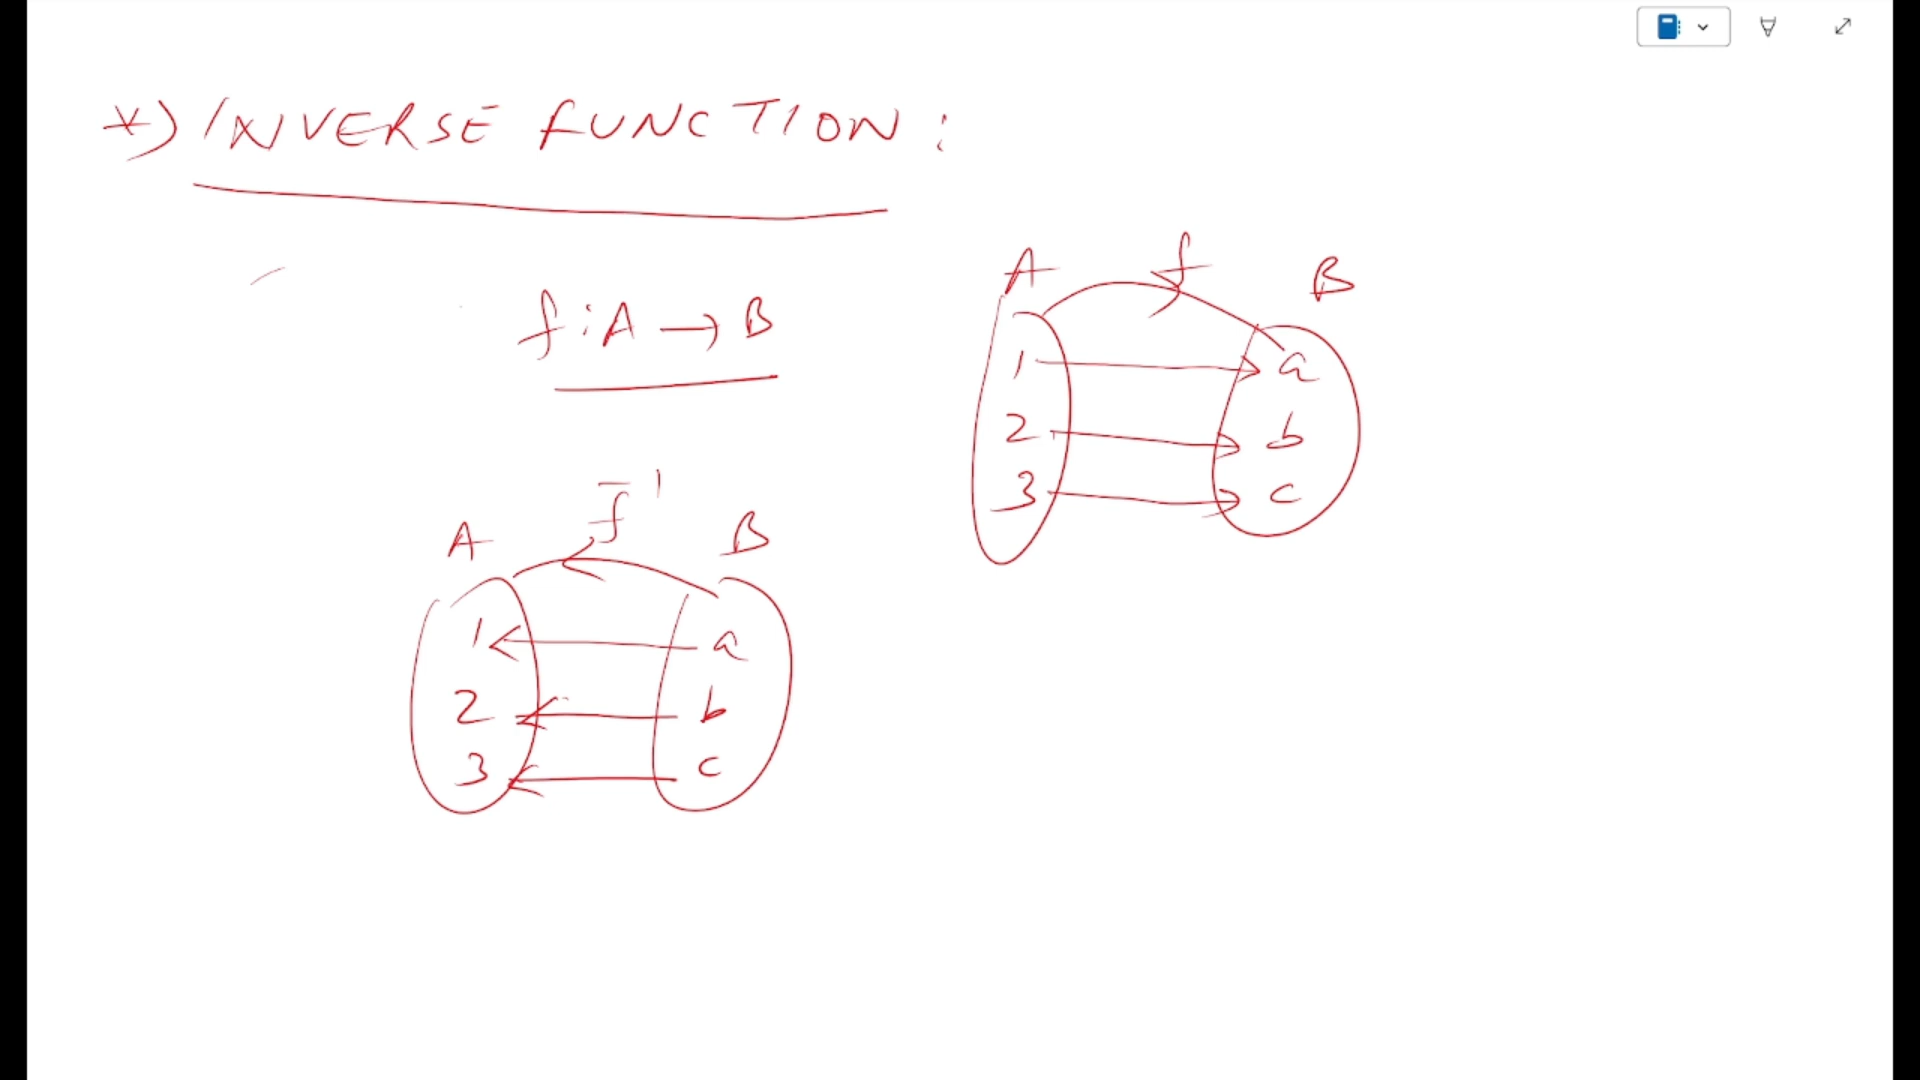 *) INVERSE FUNCTION :
f : A → B
A f B
1 a
2 b
3 c
f⁻¹
A B
1 a
2 b
3 c